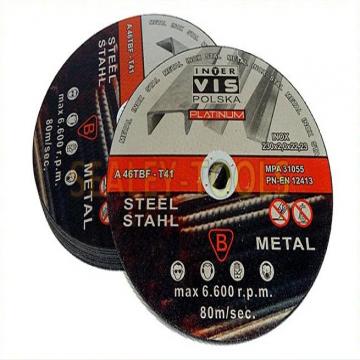 A 46TBF - T41
STEEL
STAHL
max 6.600 r.p.m.
80m/sec.
B
METAL
INTER
VIS
POLSKA
PLATINUM
INOX
230x2,0x22,23
A 46TBF - T41
MPA 31055
PN-EN 12413
STEEL
STAHL
B
METAL
max 6.600 r.p.m.
80m/sec.